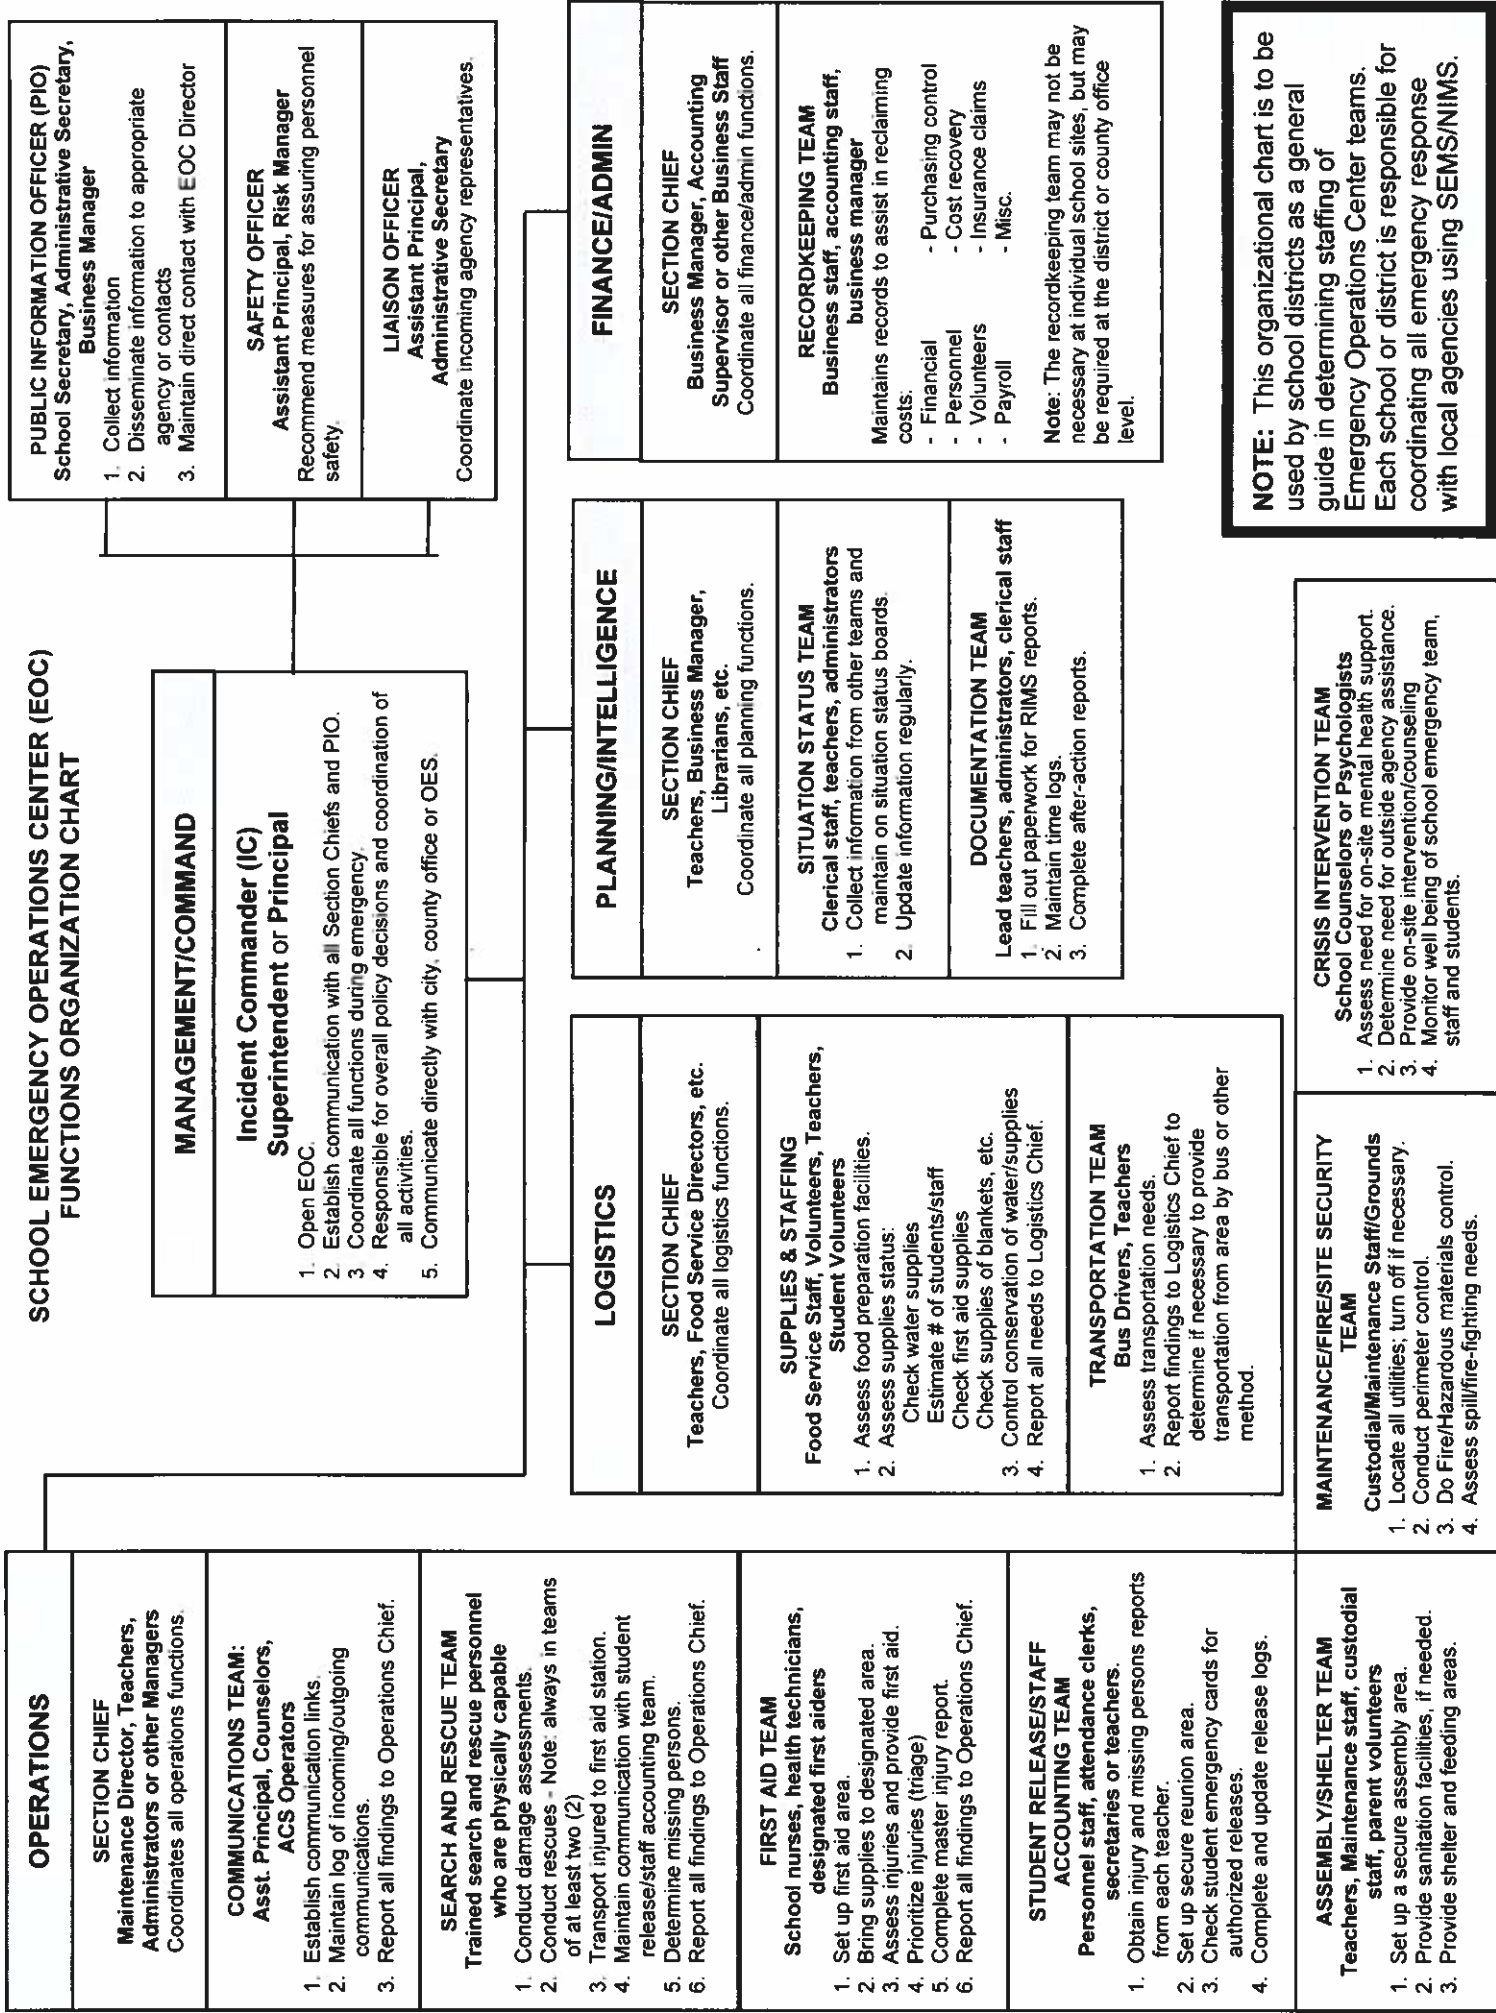 SCHOOL EMERGENCY OPERATIONS CENTER (EOC)
FUNCTIONS ORGANIZATION CHART
MANAGEMENT/COMMAND
Incident Commander (IC)
Superintendent or Principal
1. Open EOC.
2. Establish communication with all Section Chiefs and PIO.
3. Coordinate all functions during emergency.
4. Responsible for overall policy decisions and coordination of
all activities.
5. Communicate directly with city, county office or OES.
PUBLIC INFORMATION OFFICER (PIO)
School Secretary, Administrative Secretary,
Business Manager
1. Collect information
2. Disseminate information to appropriate
agency or contacts
3. Maintain direct contact with EOC Director
SAFETY OFFICER
Assistant Principal, Risk Manager
Recommend measures for assuring personnel
safety.
LIAISON OFFICER
Assistant Principal,
Administrative Secretary
Coordinate incoming agency representatives.
OPERATIONS
SECTION CHIEF
Maintenance Director, Teachers,
Administrators or other Managers
Coordinates all operations functions.
COMMUNICATIONS TEAM:
Asst. Principal, Counselors,
ACS Operators
1. Establish communication links.
2. Maintain log of incoming/outgoing
communications.
3. Report all findings to Operations Chief.
SEARCH AND RESCUE TEAM
Trained search and rescue personnel
who are physically capable
1. Conduct damage assessments.
2. Conduct rescues - Note: always in teams
of at least two (2)
3. Transport injured to first aid station.
4. Maintain communication with student
release/staff accounting team.
5. Determine missing persons.
6. Report all findings to Operations Chief.
FIRST AID TEAM
School nurses, health technicians,
designated first aiders
1. Set up first aid area.
2. Bring supplies to designated area.
3. Assess injuries and provide first aid.
4. Prioritize injuries (triage)
5. Complete master injury report.
6. Report all findings to Operations Chief.
STUDENT RELEASE/STAFF
ACCOUNTING TEAM
Personnel staff, attendance clerks,
secretaries or teachers.
1. Obtain injury and missing persons reports
from each teacher.
2. Set up secure reunion area.
3. Check student emergency cards for
authorized releases.
4. Complete and update release logs.
ASSEMBLY/SHELTER TEAM
Teachers, Maintenance staff, custodial
staff, parent volunteers
1. Set up a secure assembly area.
2. Provide sanitation facilities, if needed.
3. Provide shelter and feeding areas.
MAINTENANCE/FIRE/SITE SECURITY
TEAM
Custodial/Maintenance Staff/Grounds
1. Locate all utilities; turn off if necessary.
2. Conduct perimeter control.
3. Do Fire/Hazardous materials control.
4. Assess spill/fire-fighting needs.
CRISIS INTERVENTION TEAM
School Counselors or Psychologists
1. Assess need for on-site mental health support.
2. Determine need for outside agency assistance.
3. Provide on-site intervention/counseling
4. Monitor well being of school emergency team,
staff and students.
LOGISTICS
SECTION CHIEF
Teachers, Food Service Directors, etc.
Coordinate all logistics functions.
SUPPLIES & STAFFING
Food Service Staff, Volunteers, Teachers,
Student Volunteers
1. Assess food preparation facilities.
2. Assess supplies status:
Check water supplies
Estimate # of students/staff
Check first aid supplies
Check supplies of blankets, etc.
3. Control conservation of water/supplies
4. Report all needs to Logistics Chief.
TRANSPORTATION TEAM
Bus Drivers, Teachers
1. Assess transportation needs.
2. Report findings to Logistics Chief to
determine if necessary to provide
transportation from area by bus or other
method.
PLANNING/INTELLIGENCE
SECTION CHIEF
Teachers, Business Manager,
Librarians, etc.
Coordinate all planning functions.
SITUATION STATUS TEAM
Clerical staff, teachers, administrators
1. Collect information from other teams and
maintain on situation status boards.
2. Update information regularly.
DOCUMENTATION TEAM
Lead teachers, administrators, clerical staff
1. Fill out paperwork for RIMS reports.
2. Maintain time logs.
3. Complete after-action reports.
FINANCE/ADMIN
SECTION CHIEF
Business Manager, Accounting
Supervisor or other Business Staff
Coordinate all finance/admin functions.
RECORDKEEPING TEAM
Business staff, accounting staff,
business manager
Maintains records to assist in reclaiming
costs:
- Financial - Purchasing control
- Personnel - Cost recovery
- Volunteers - Insurance claims
- Payroll - Misc.
Note: The recordkeeping team may not be
necessary at individual school sites, but may
be required at the district or county office
level.
NOTE: This organizational chart is to be
used by school districts as a general
guide in determining staffing of
Emergency Operations Center teams.
Each school or district is responsible for
coordinating all emergency response
with local agencies using SEMS/NIMS.